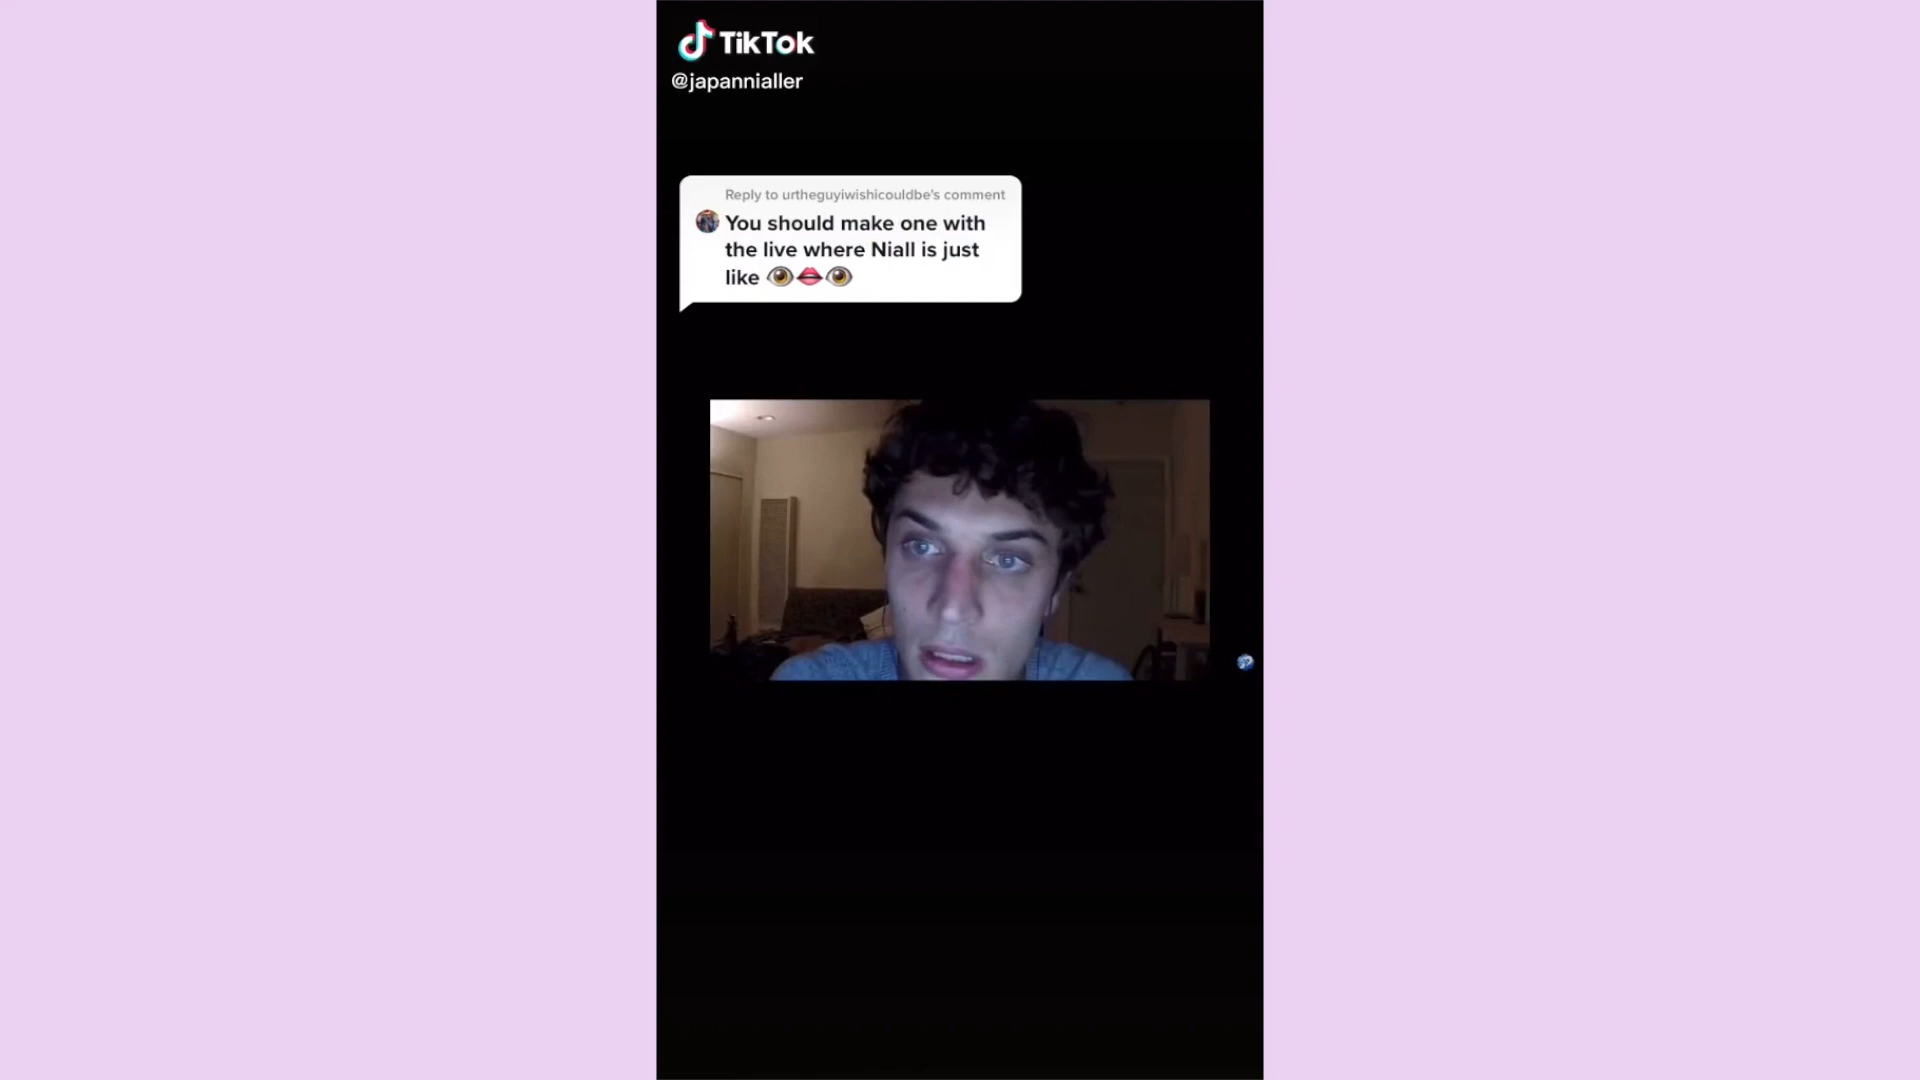 TikTok
@japannialler
Reply to urtheguyiwishicouldbe's comment
You should make one with
the live where Niall is just
like 👁👄👁